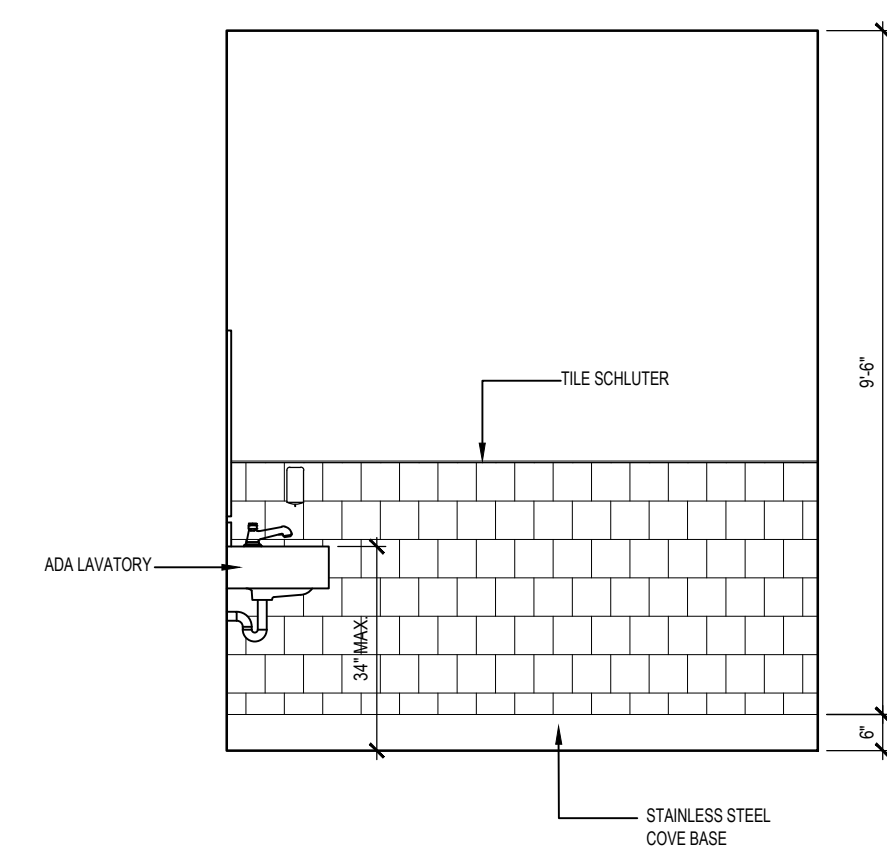 9'-6"
TILE SCHLUTER
ADA LAVATORY
34" MAX.
6"
STAINLESS STEEL
COVE BASE